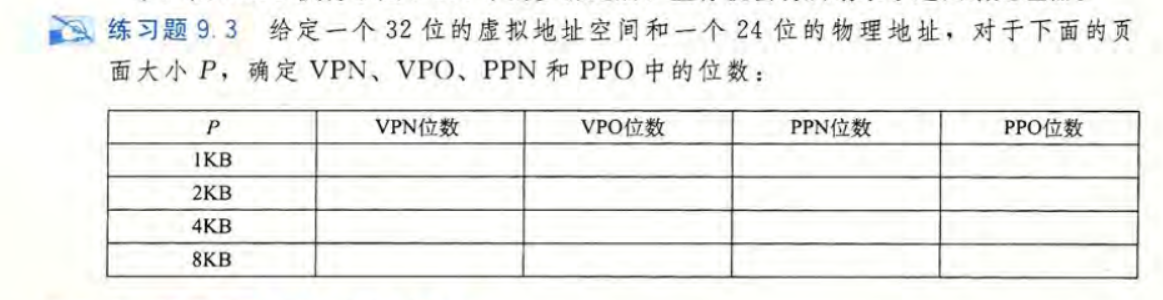 练习题 9.3 给定一个 32 位的虚拟地址空间和一个 24 位的物理地址，对于下面的页
面大小 P，确定 VPN、VPO、PPN 和 PPO 中的位数：
P VPN位数 VPO位数 PPN位数 PPO位数
1KB
2KB
4KB
8KB